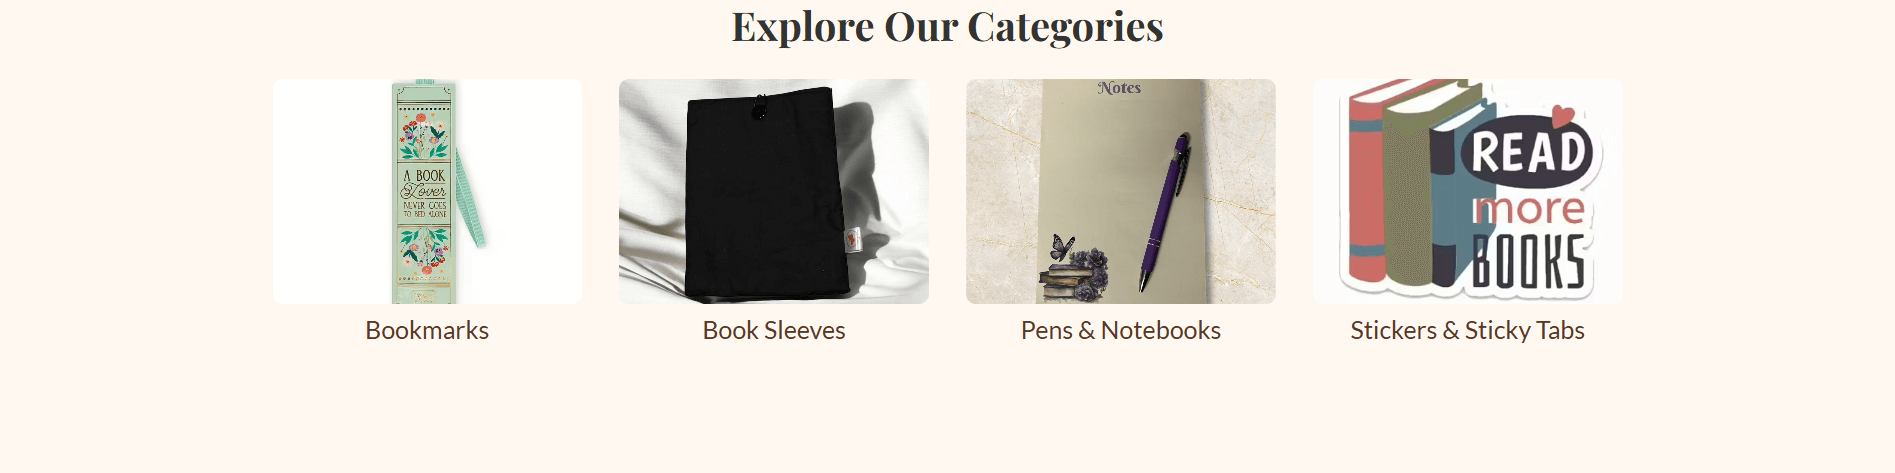 Explore Our Categories
A BOOK
Lover
NEVER GOES
TO BED ALONE
Notes
READ
more
BOOKS
Bookmarks
Book Sleeves
Pens & Notebooks
Stickers & Sticky Tabs